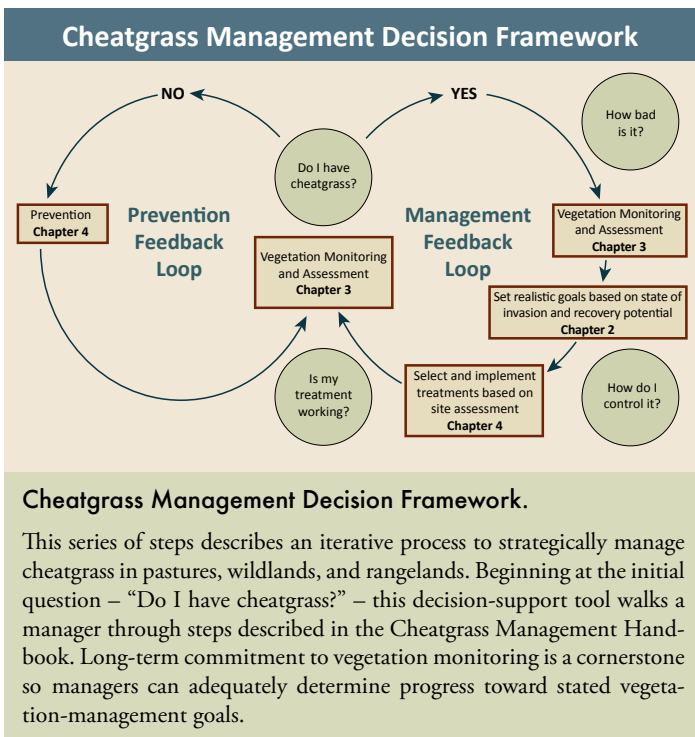 Cheatgrass Management Decision Framework
NO
YES
How bad
is it?
Do I have
cheatgrass?
Prevention
Chapter 4
Prevention
Feedback
Loop
Management
Feedback
Loop
Vegetation Monitoring
and Assessment
Chapter 3
Vegetation Monitoring
and Assessment
Chapter 3
Set realistic goals based on state of
invasion and recovery potential
Chapter 2
Is my
treatment
working?
Select and implement
treatments based on
site assessment
Chapter 4
How do I
control it?
Cheatgrass Management Decision Framework.
This series of steps describes an iterative process to strategically manage
cheatgrass in pastures, wildlands, and rangelands. Beginning at the initial
question – “Do I have cheatgrass?” – this decision-support tool walks a
manager through steps described in the Cheatgrass Management Hand-
book. Long-term commitment to vegetation monitoring is a cornerstone
so managers can adequately determine progress toward stated vegeta-
tion-management goals.